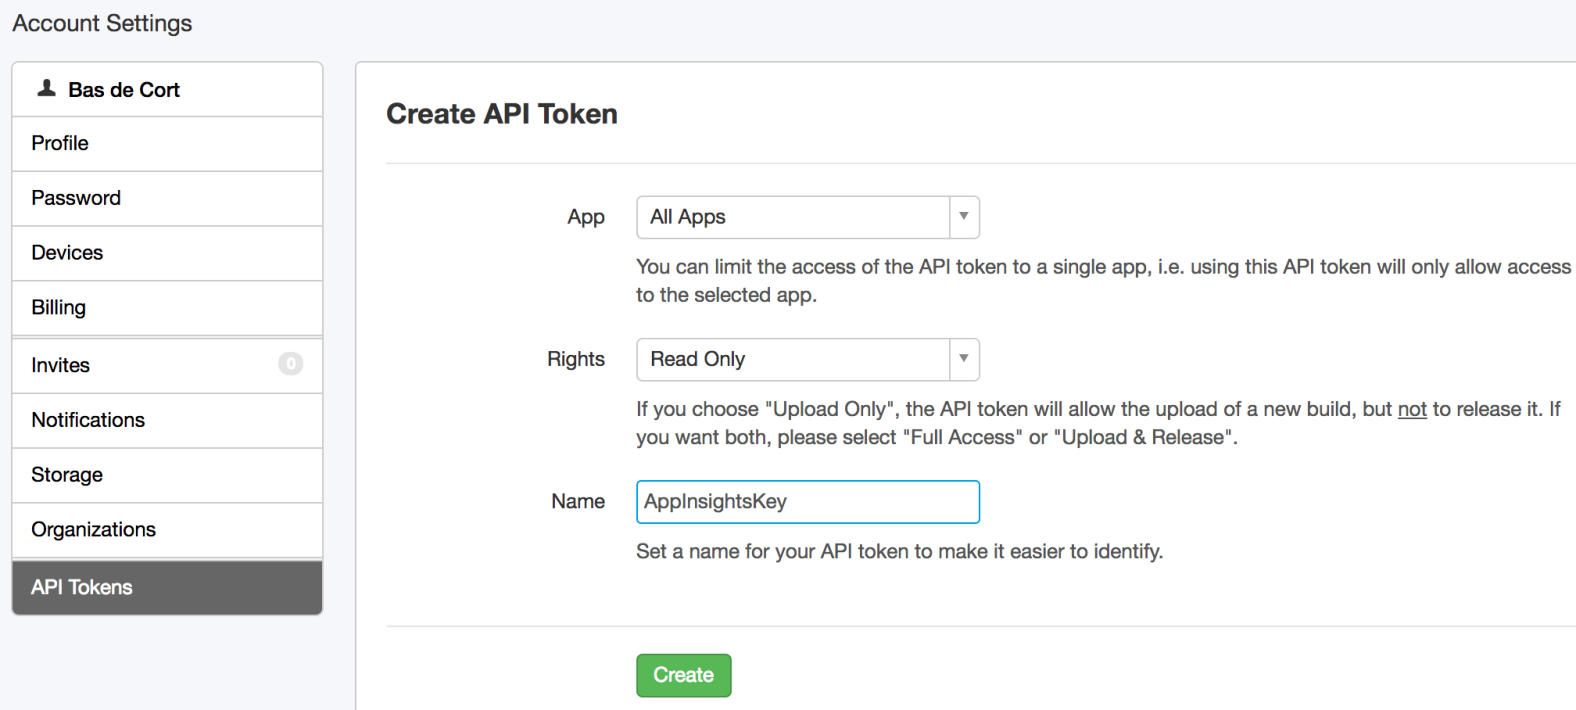 Account Settings
Bas de Cort
Profile
Password
Devices
Billing
Invites 0
Notifications
Storage
Organizations
API Tokens
Create API Token
App All Apps
You can limit the access of the API token to a single app, i.e. using this API token will only allow access
to the selected app.
Rights Read Only
If you choose "Upload Only", the API token will allow the upload of a new build, but not to release it. If
you want both, please select "Full Access" or "Upload & Release".
Name AppInsightsKey
Set a name for your API token to make it easier to identify.
Create